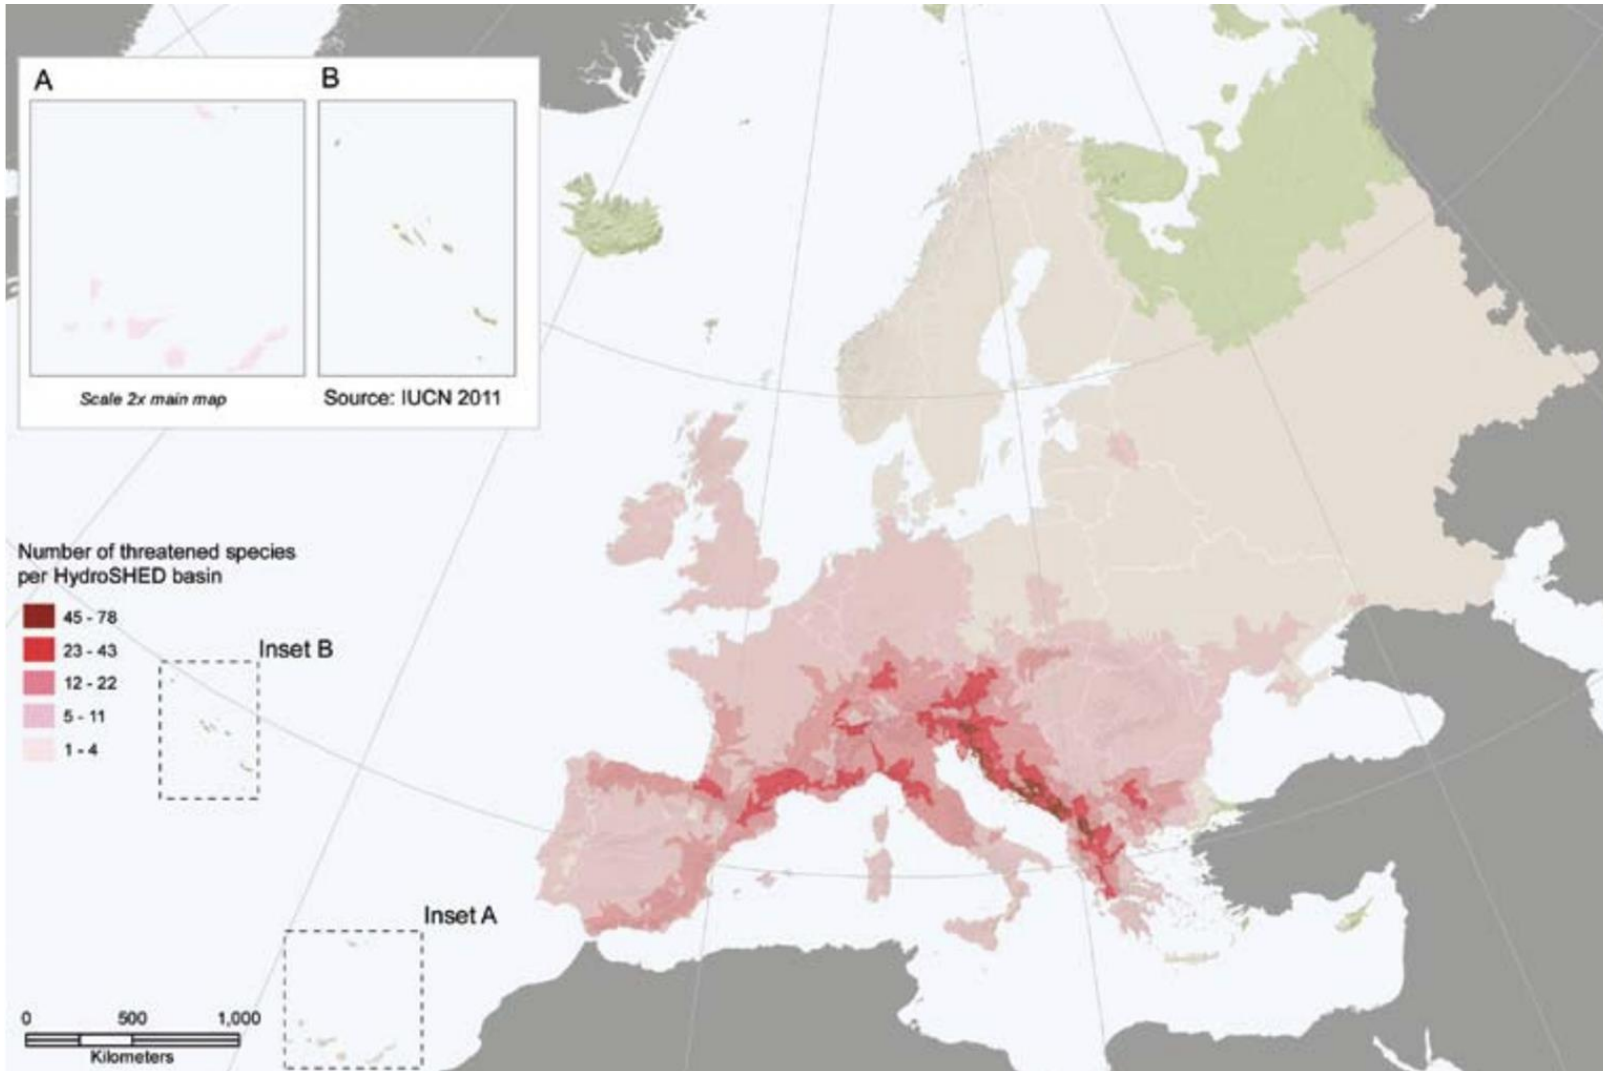 A
B
Scale 2x main map
Source: IUCN 2011
Number of threatened species
per HydroSHED basin
45 - 78
23 - 43
12 - 22
5 - 11
1 - 4
Inset B
Inset A
0 500 1,000
Kilometers